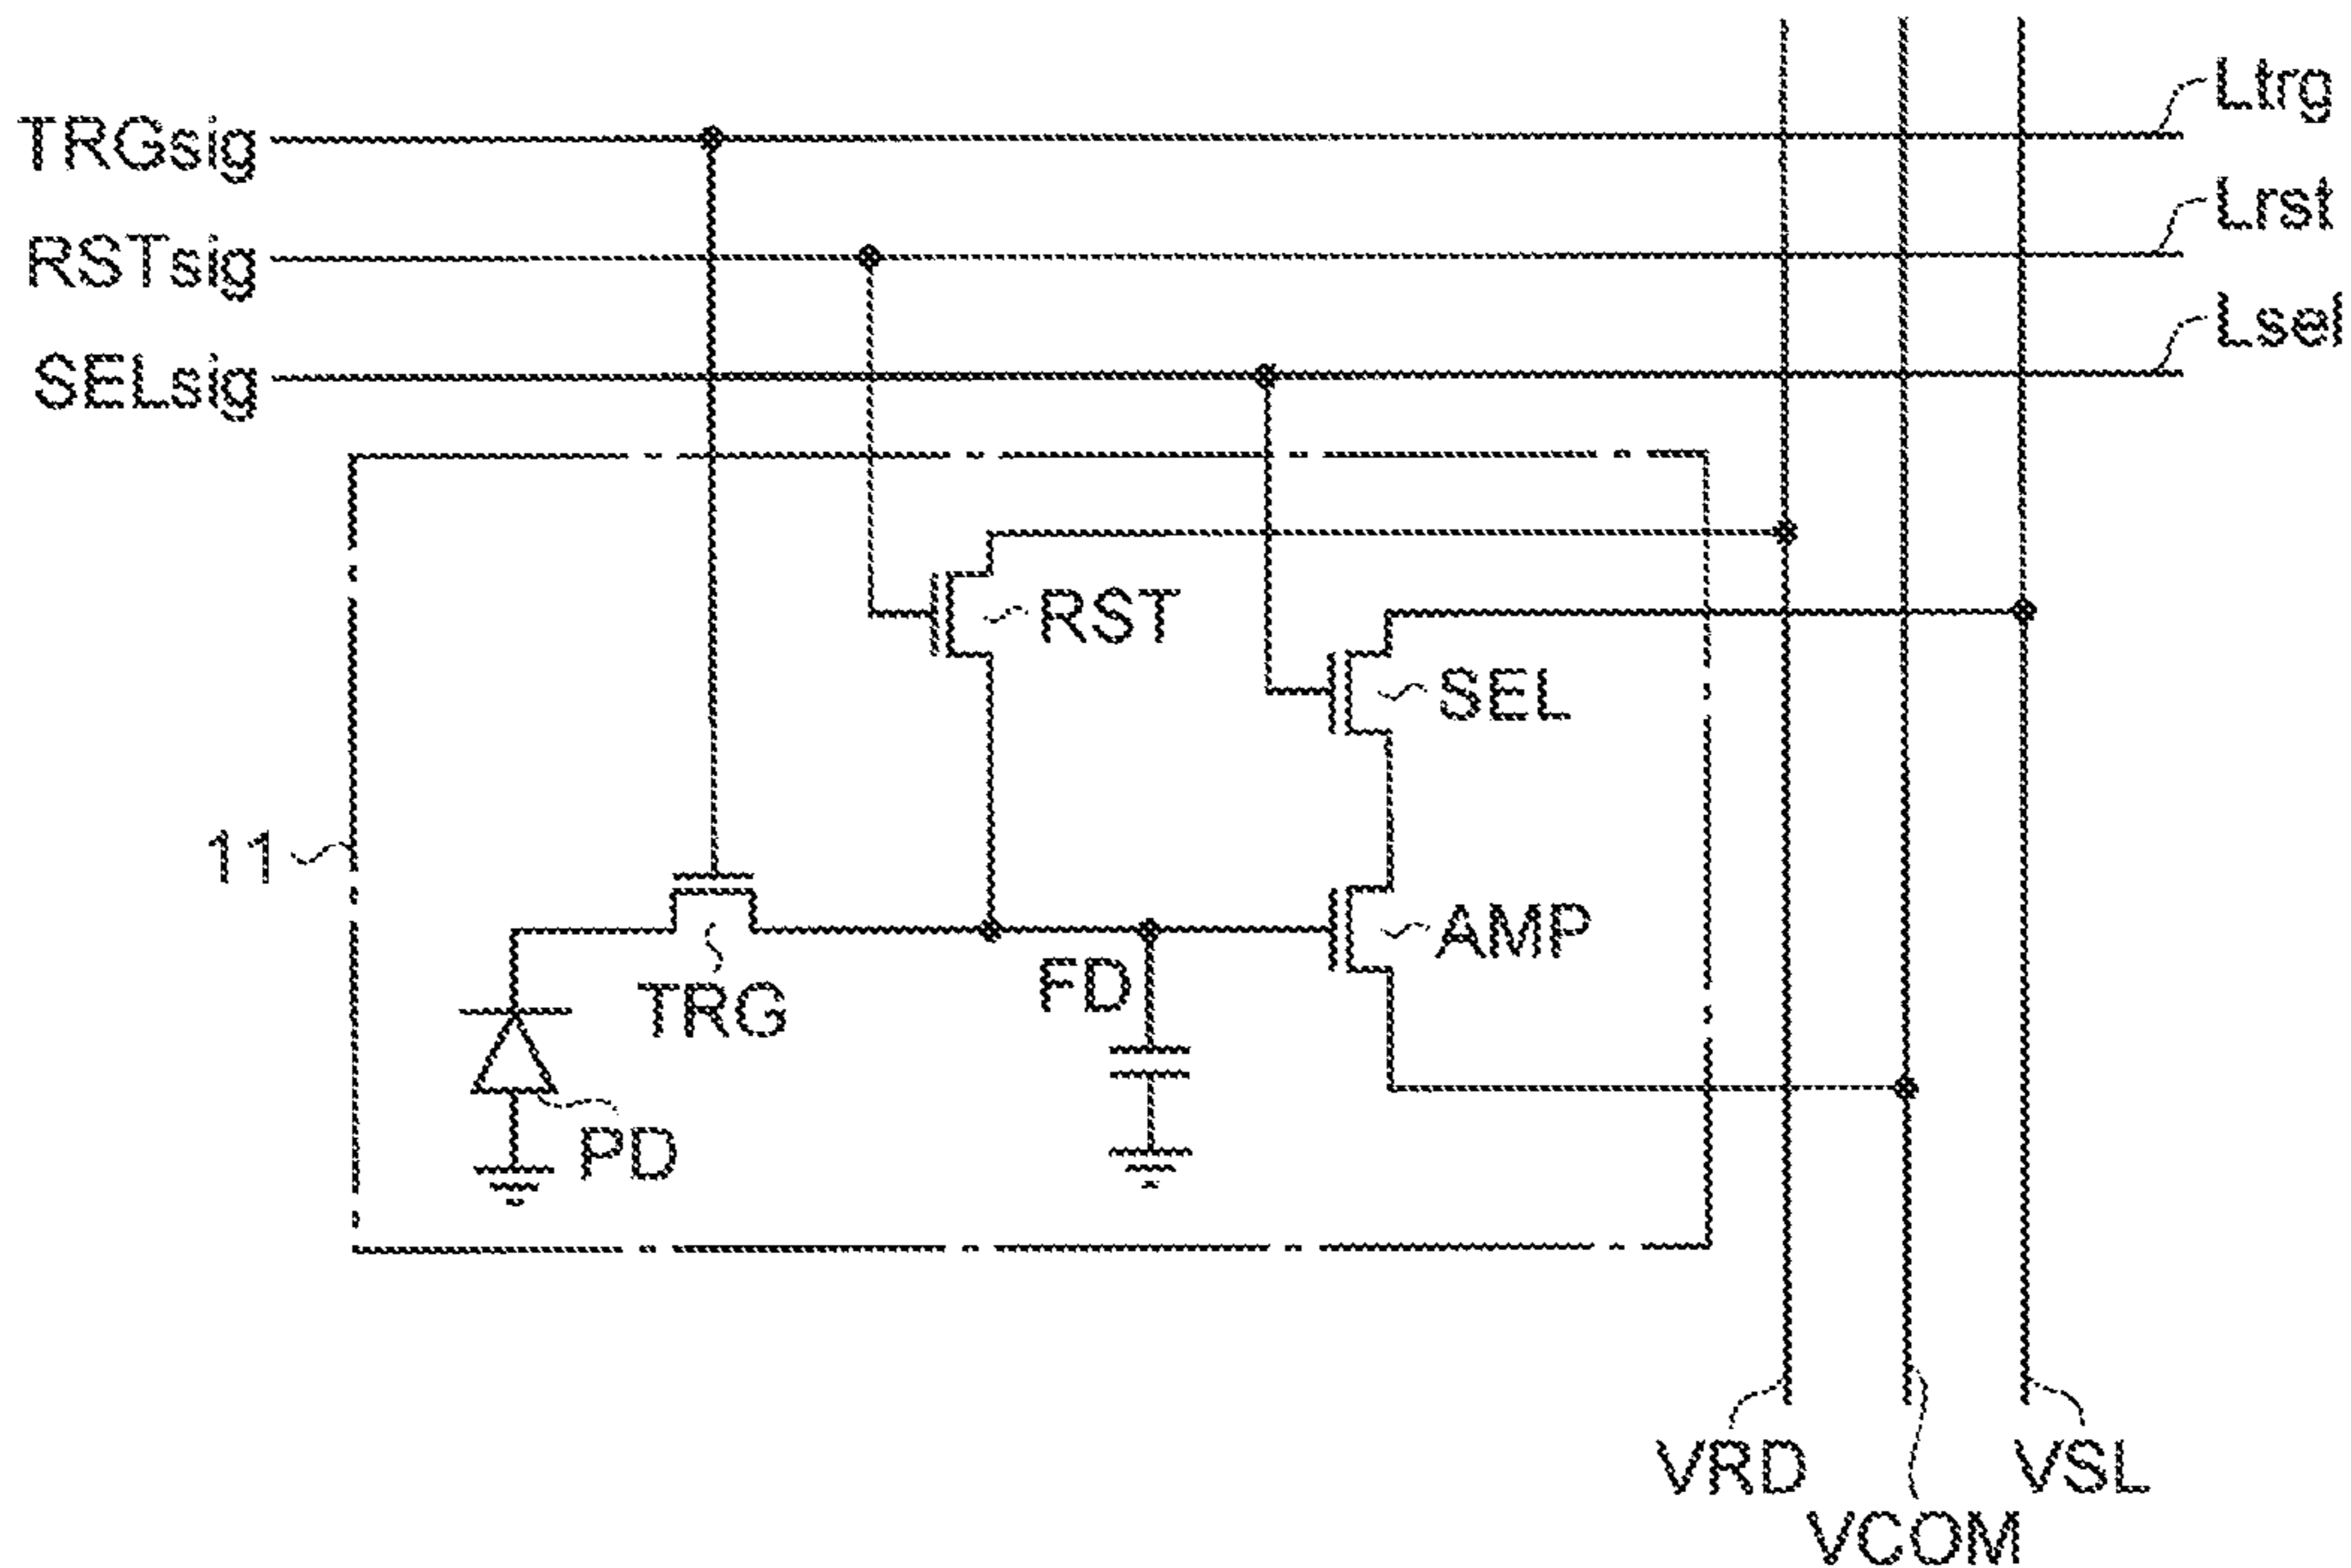 Ltrg
TRGsig
Lrst
RSTsig
Lsel
SELsig
RST
SEL
11
AMP
FD
TRG
PD
VRD
VSL
VCOM